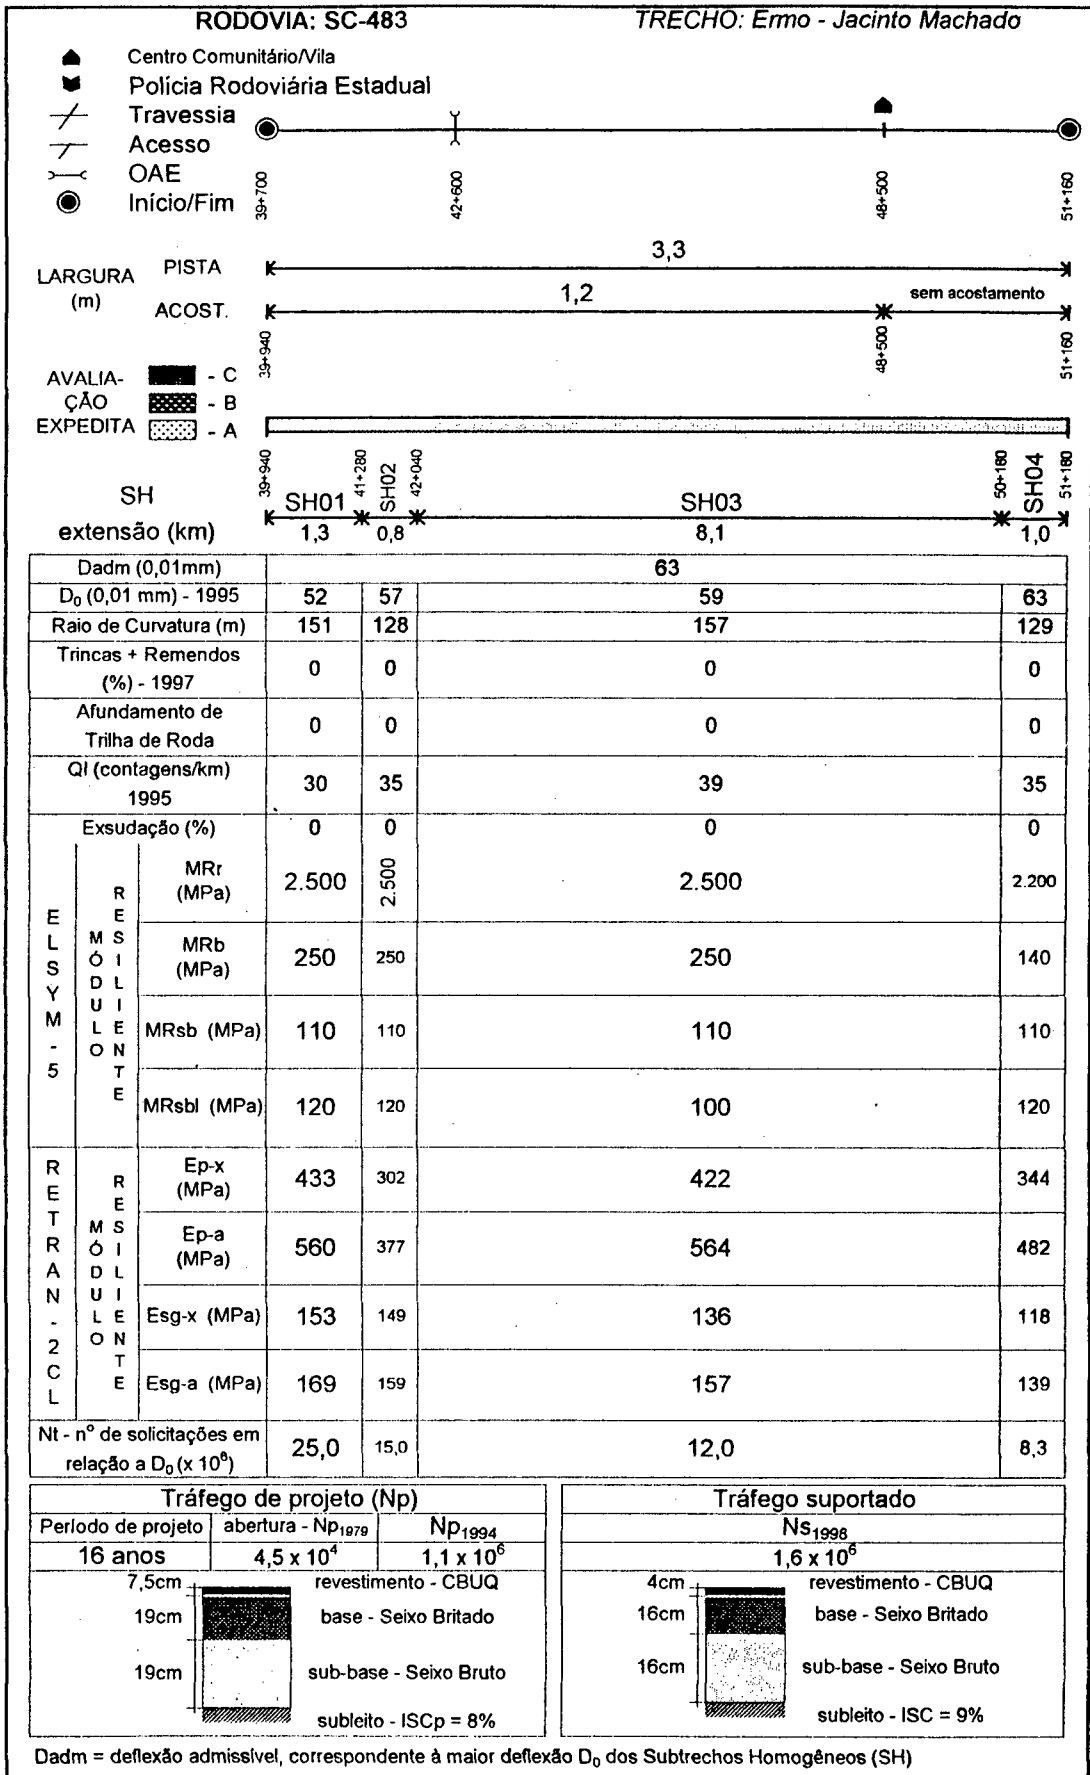 RODOVIA: SC-483 TRECHO: Ermo - Jacinto Machado
Centro Comunitário/Vila
Polícia Rodoviária Estadual
Travessia
Acesso
OAE
Início/Fim
39+700 42+600 48+500 51+160
LARGURA (m)
PISTA 3,3
ACOST. 1,2 sem acostamento
39+940 48+500 51+160
AVALIA-
ÇÃO
EXPEDITA
- C
- B
- A
39+940 41+280 42+040 50+180 51+180
SH SH01 SH02 SH03 SH04
extensão (km) 1,3 0,8 8,1 1,0
Dadm (0,01mm) 63
D0 (0,01 mm) - 1995 52 57 59 63
Raio de Curvatura (m) 151 128 157 129
Trincas + Remendos
(%) - 1997 0 0 0 0
Afundamento de
Trilha de Roda 0 0 0 0
QI (contagens/km)
1995 30 35 39 35
Exsudação (%) 0 0 0 0
ELSYM-5
MÓDULO RESILIENTE
MRr
(MPa) 2.500 2.500 2.500 2.200
MRb
(MPa) 250 250 250 140
MRsb (MPa) 110 110 110 110
MRsbl (MPa) 120 120 100 120
RETRAN-2CL
MÓDULO RESILIENTE
Ep-x
(MPa) 433 302 422 344
Ep-a
(MPa) 560 377 564 482
Esg-x (MPa) 153 149 136 118
Esg-a (MPa) 169 159 157 139
Nt - nº de solicitações em
relação a D0 (x 10⁶) 25,0 15,0 12,0 8,3
Tráfego de projeto (Np)
Período de projeto abertura - Np1979 Np1994
16 anos 4,5 x 10⁴ 1,1 x 10⁶
7,5cm revestimento - CBUQ
19cm base - Seixo Britado
19cm sub-base - Seixo Bruto
subleito - ISCp = 8%
Tráfego suportado
Ns1998
1,6 x 10⁶
4cm revestimento - CBUQ
16cm base - Seixo Britado
16cm sub-base - Seixo Bruto
subleito - ISC = 9%
Dadm = deflexão admissível, correspondente à maior deflexão D0 dos Subtrechos Homogêneos (SH)